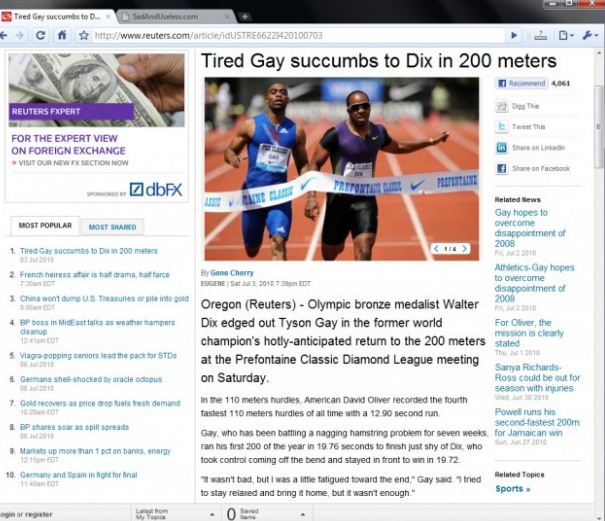 Tired Gay succumbs to D...
SadAndUseless.com
http://www.reuters.com/article/idUSTRE6622I420100703
REUTERS FXPERT
FOR THE EXPERT VIEW
ON FOREIGN EXCHANGE
VISIT OUR NEW FX SECTION NOW
SPONSORED BY dbFX
MOST POPULAR
MOST SHARED
1. Tired Gay succumbs to Dix in 200 meters
03 Jul 2010
2. French heiress affair is half drama, half farce
7:30am EDT
3. China won't dump U.S. Treasuries or pile into gold
8:06am EDT
4. BP boss in MidEast talks as weather hampers
cleanup
12:41pm EDT
5. Viagra-popping seniors lead the pack for STDs
06 Jul 2010
6. Germans shell-shocked by oracle octopus
06 Jul 2010
7. Gold recovers as price drop fuels fresh demand
10:28am EDT
8. BP shares soar as spill spreads
06 Jul 2010
9. Markets up more than 1 pct on banks, energy
12:15pm EDT
10. Germany and Spain in fight for final
11:40am EDT
Tired Gay succumbs to Dix in 200 meters
GAY
DIX
ASSIC
TAINE CLASSIC
PREFONTAINE CLASSIC
PREFONTAINE
1 / 4
By Gene Cherry
EUGENE | Sat Jul 3, 2010 7:39pm EDT
Oregon (Reuters) - Olympic bronze medalist Walter
Dix edged out Tyson Gay in the former world
champion's hotly-anticipated return to the 200 meters
at the Prefontaine Classic Diamond League meeting
on Saturday.
In the 110 meters hurdles, American David Oliver recorded the fourth
fastest 110 meters hurdles of all time with a 12.90 second run.
Gay, who has been battling a nagging hamstring problem for seven weeks,
ran his first 200 of the year in 19.76 seconds to finish just shy of Dix, who
took control coming off the bend and stayed in front to win in 19.72.
"It wasn't bad, but I was a little fatigued toward the end," Gay said. "I tried
to stay relaxed and bring it home, but it wasn't enough."
Recommend 4,061
Digg This
Tweet This
Share on LinkedIn
Share on Facebook
Related News
Gay hopes to
overcome
disappointment of
2008
Fri, Jul 2 2010
Athletics-Gay hopes
to overcome
disappointment of
2008
Fri, Jul 2 2010
For Oliver, the
mission is clearly
stated
Thu, Jul 1 2010
Sanya Richards-
Ross could be out for
season with injuries
Wed, Jun 30 2010
Powell runs his
second-fastest 200m
for Jamaican win
Sun, Jun 27 2010
Related Topics
Sports »
ogin or register
Latest from
My Topics
0 Saved
Items